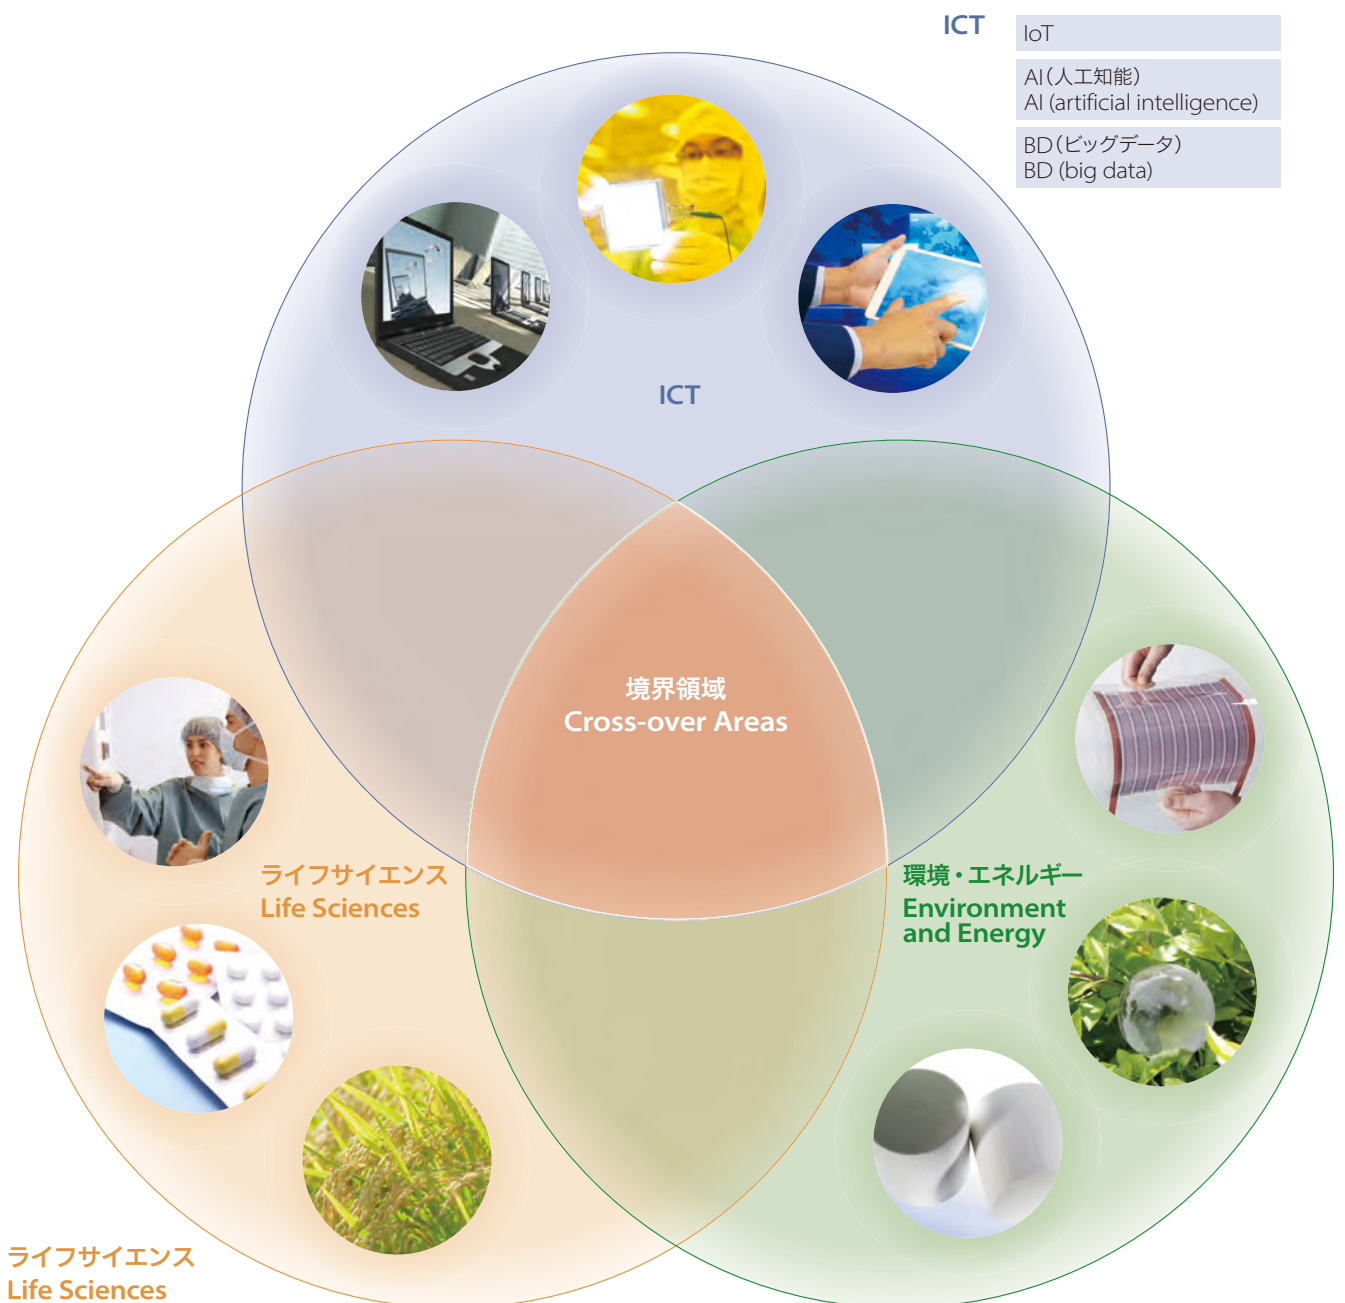 ICT
IoT
AI（人工知能）
AI (artificial intelligence)
BD（ビッグデータ）
BD (big data)
ICT
境界領域
Cross-over Areas
ライフサイエンス
Life Sciences
環境・エネルギー
Environment
and Energy
ライフサイエンス
Life Sciences